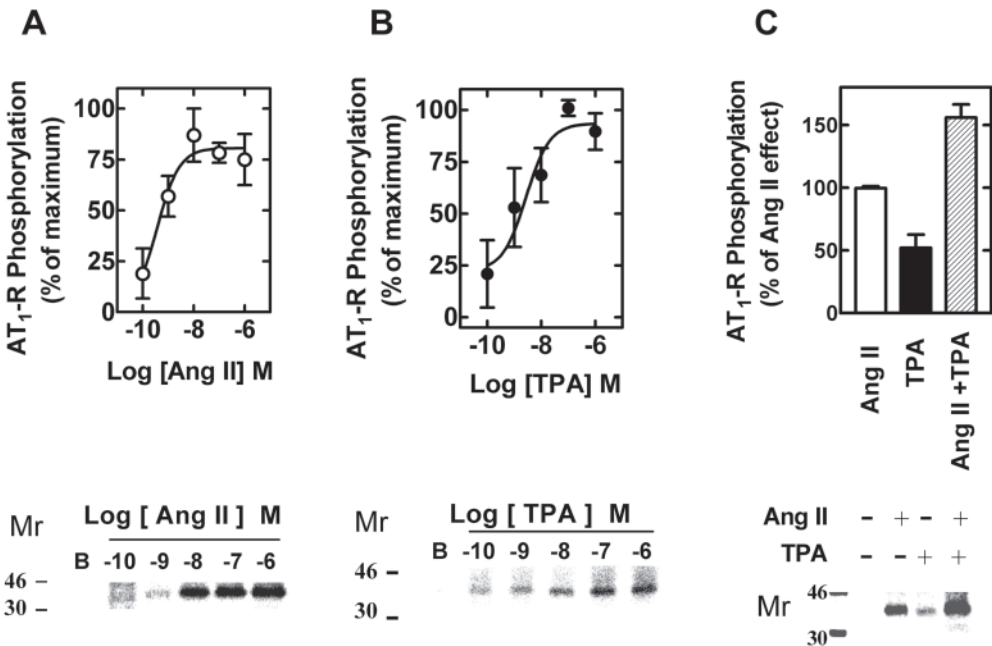 A
AT1-R Phosphorylation
(% of maximum)
100
75
50
25
0
-10 -8 -6
Log [Ang II] M
Mr
Log [ Ang II ] M
B -10 -9 -8 -7 -6
46
30
B
AT1-R Phosphorylation
(% of maximum)
100
75
50
25
0
-10 -8 -6
Log [TPA] M
Mr
Log [ TPA ] M
B -10 -9 -8 -7 -6
46
30
C
AT1-R Phosphorylation
(% of Ang II effect)
150
100
50
0
Ang II
TPA
Ang II +TPA
Ang II – + – +
TPA – – + +
Mr
46
30